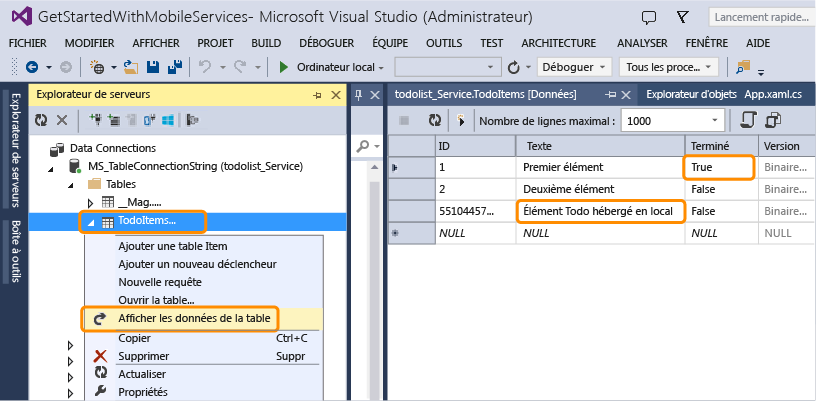 GetStartedWithMobileServices- Microsoft Visual Studio (Administrateur)
Lancement rapide...
FICHIER MODIFIER AFFICHER PROJET BUILD DÉBOGUER ÉQUIPE OUTILS TEST ARCHITECTURE ANALYSER FENÊTRE AIDE
Ordinateur local Déboguer Tous les proce...
Explorateur de serveurs
Boîte à outils
Explorateur de serveurs
Data Connections
MS_TableConnectionString (todolist_Service)
Tables
__Mag.....
TodoItems...
Ajouter une table Item
Ajouter un nouveau déclencheur
Nouvelle requête
Ouvrir la table...
Afficher les données de la table
Copier Ctrl+C
Supprimer Suppr
Actualiser
Propriétés
todolist_Service.TodoItems [Données] Explorateur d'objets App.xaml.cs
Nombre de lignes maximal : 1000
ID Texte Terminé Version
1 Premier élément True Binaire...
2 Deuxième élément False Binaire...
55104457... Élément Todo hébergé en local False Binaire...
NULL NULL NULL NULL